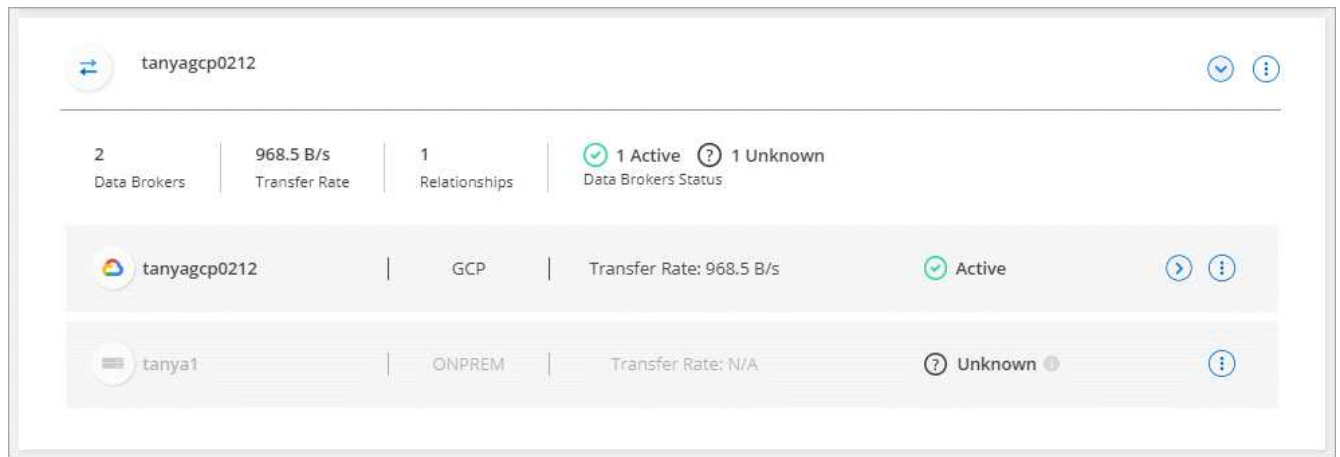 tanyagcp0212
2 968.5 B/s 1 1 Active ? 1 Unknown
Data Brokers Transfer Rate Relationships Data Brokers Status
tanyagcp0212 GCP Transfer Rate: 968.5 B/s Active
tanya1 ONPREM Transfer Rate: N/A ? Unknown i